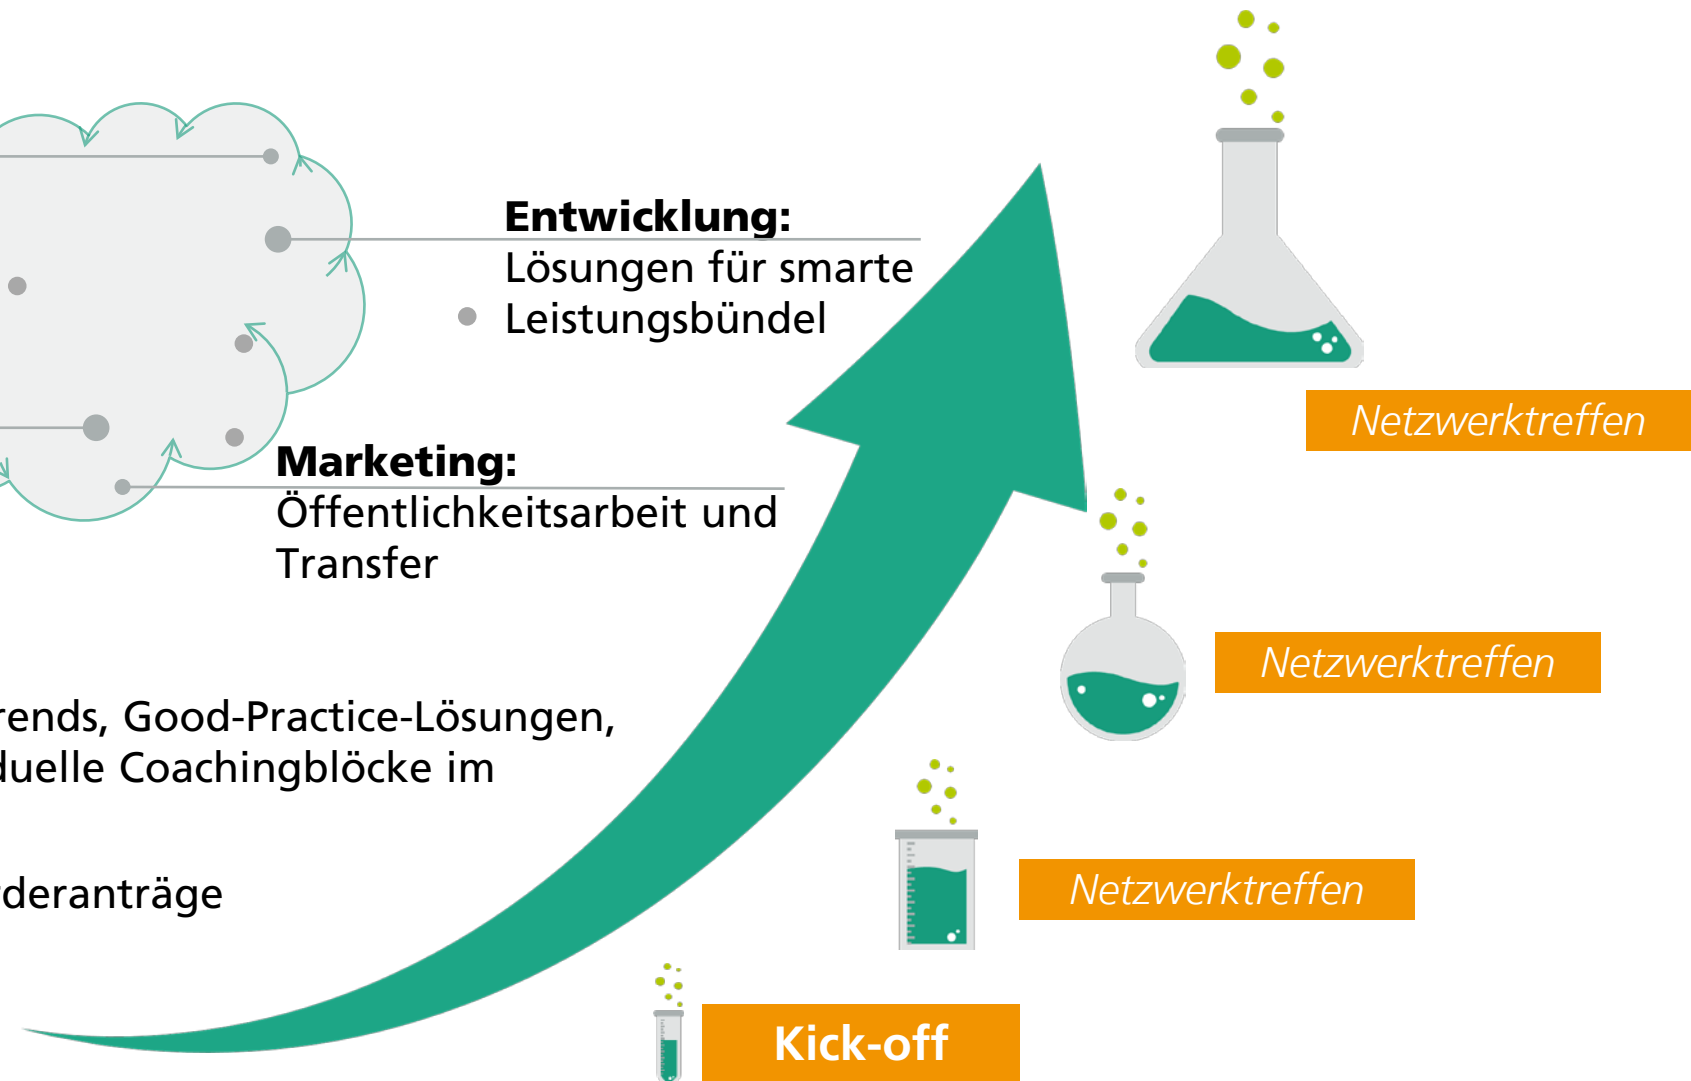 Entwicklung:
Lösungen für smarte
Leistungsbündel
Netzwerktreffen
Marketing:
Öffentlichkeitsarbeit und
Transfer
Netzwerktreffen
rends, Good-Practice-Lösungen,
duelle Coachingblöcke im
Netzwerktreffen
rderanträge
Kick-off